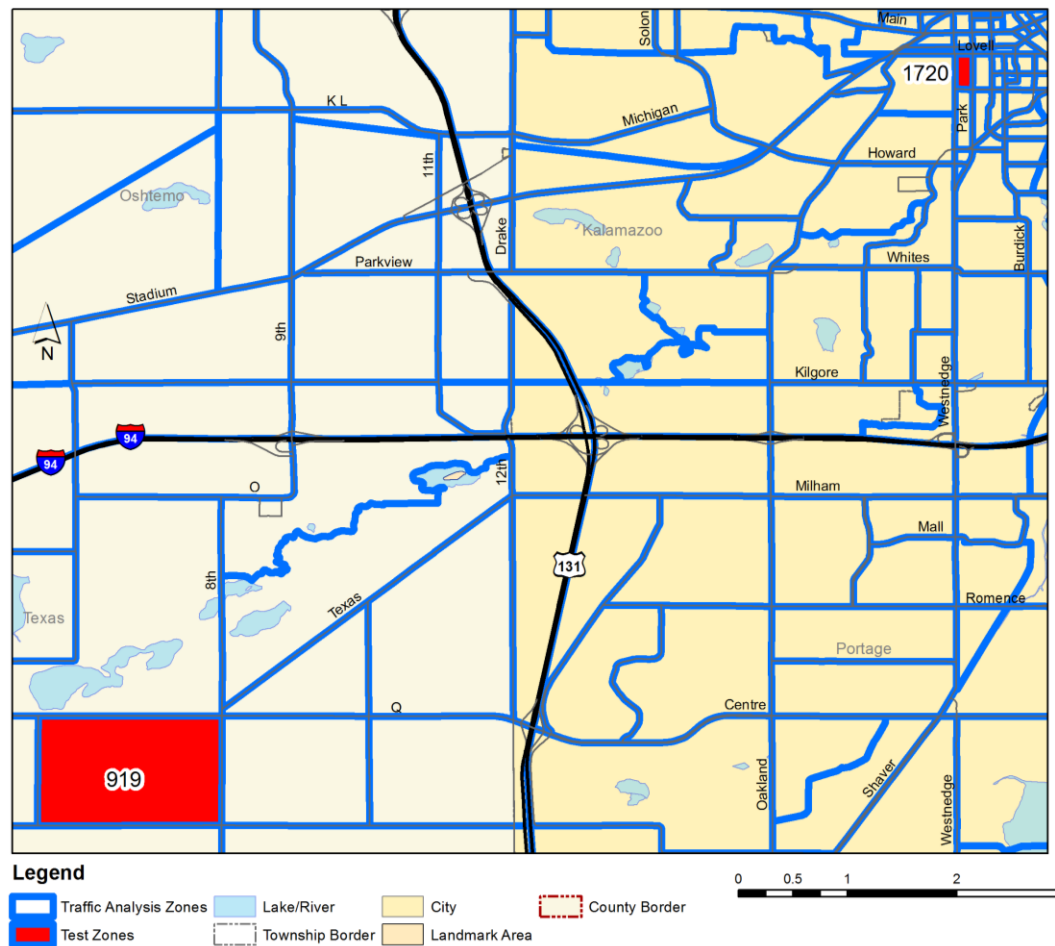 Main
Solon
Lovell
1720
K L
Michigan
Park
11th
Howard
Oshtemo
Drake
Kalamazoo
Burdick
Parkview
Whites
Stadium
9th
N
Kilgore
Westnedge
94
94
12th
O
Milham
Mall
131
8th
Texas
Romence
Texas
Portage
Q
Centre
919
Oakland
Shaver
Westnedge
Legend
0 0.5 1 2
Traffic Analysis Zones Lake/River City County Border
Test Zones Township Border Landmark Area